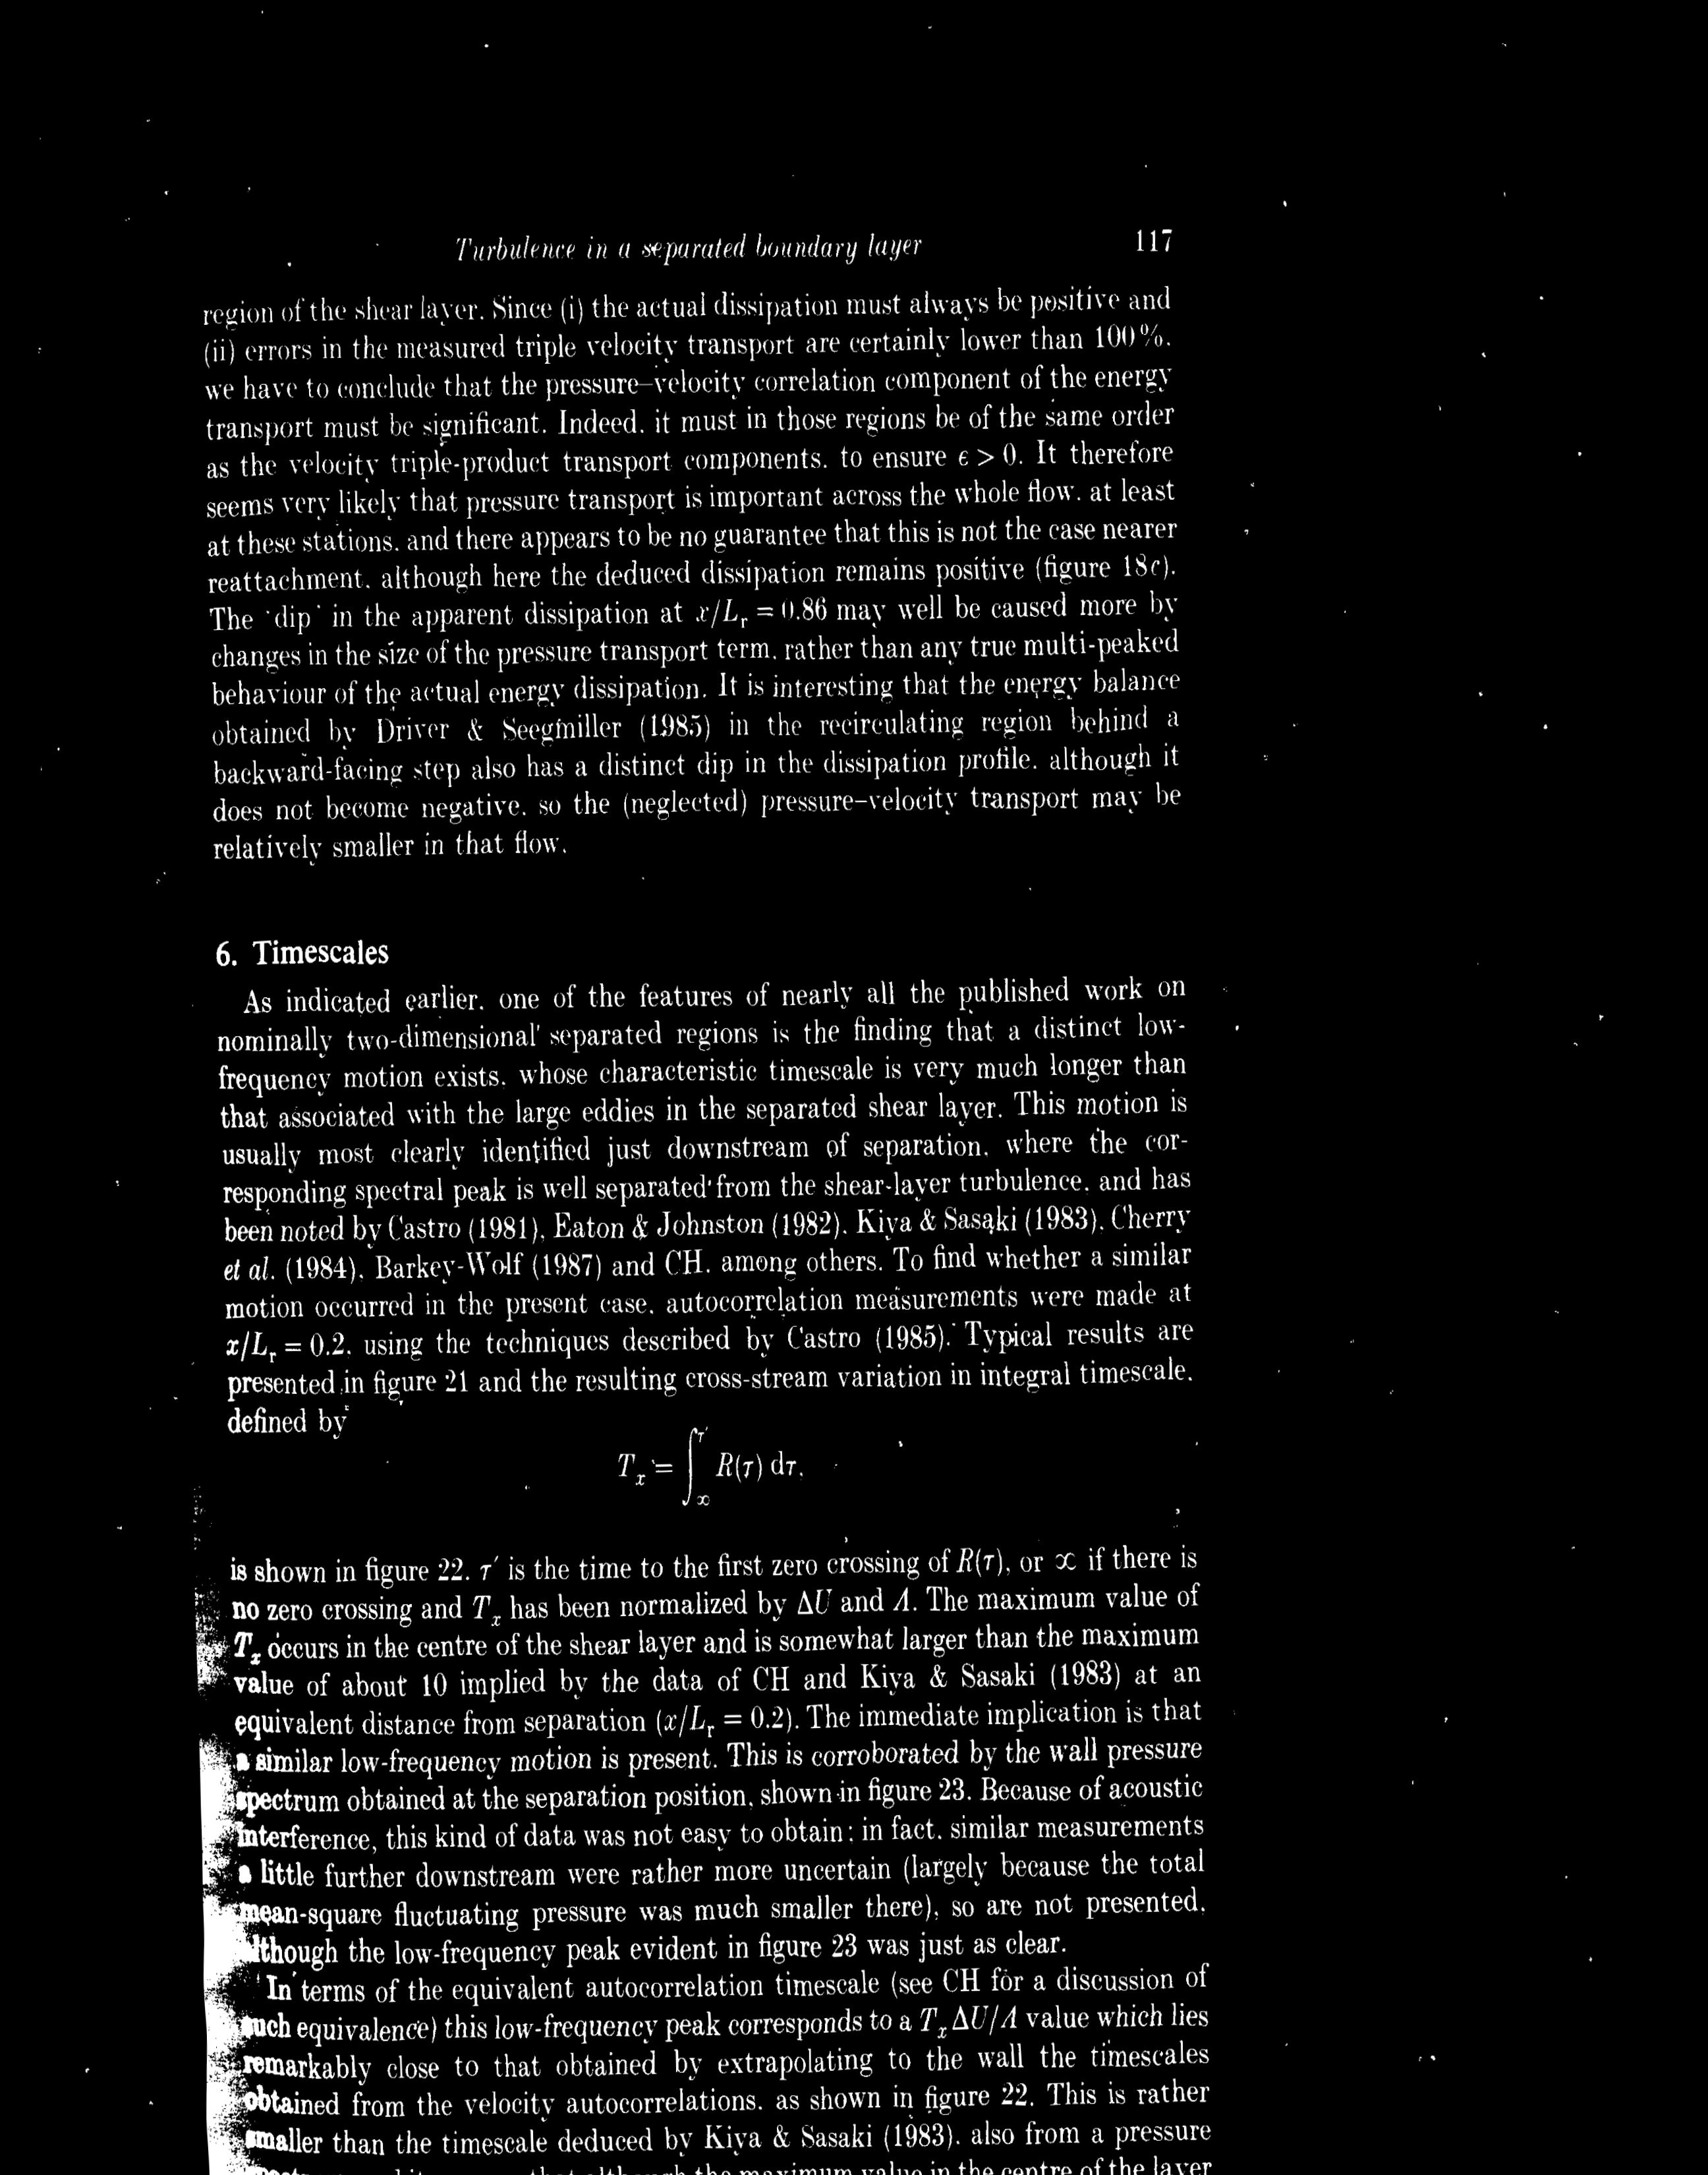 Turbulence in a separated boundary layer 117
region of the shear layer. Since (i) the actual dissipation must always be positive and
(ii) errors in the measured triple velocity transport are certainly lower than 100%,
we have to conclude that the pressure–velocity correlation component of the energy
transport must be significant. Indeed, it must in those regions be of the same order
as the velocity triple-product transport components, to ensure ϵ > 0. It therefore
seems very likely that pressure transport is important across the whole flow, at least
at these stations, and there appears to be no guarantee that this is not the case nearer
reattachment, although here the deduced dissipation remains positive (figure 18c).
The 'dip' in the apparent dissipation at x/Lr = 0.86 may well be caused more by
changes in the size of the pressure transport term, rather than any true multi-peaked
behaviour of the actual energy dissipation. It is interesting that the energy balance
obtained by Driver & Seegmiller (1985) in the recirculating region behind a
backward-facing step also has a distinct dip in the dissipation profile, although it
does not become negative, so the (neglected) pressure–velocity transport may be
relatively smaller in that flow.
6. Timescales
As indicated earlier, one of the features of nearly all the published work on
nominally two-dimensional separated regions is the finding that a distinct low-
frequency motion exists, whose characteristic timescale is very much longer than
that associated with the large eddies in the separated shear layer. This motion is
usually most clearly identified just downstream of separation, where the cor-
responding spectral peak is well separated from the shear-layer turbulence, and has
been noted by Castro (1981), Eaton & Johnston (1982), Kiya & Sasaki (1983), Cherry
et al. (1984), Barkey-Wolf (1987) and CH, among others. To find whether a similar
motion occurred in the present case, autocorrelation measurements were made at
x/Lr = 0.2, using the techniques described by Castro (1985). Typical results are
presented in figure 21 and the resulting cross-stream variation in integral timescale,
defined by
Tx = ∫∞^τ′ R(τ) dτ,
is shown in figure 22. τ′ is the time to the first zero crossing of R(τ), or ∞ if there is
no zero crossing and Tx has been normalized by ΔU and Λ. The maximum value of
Tx occurs in the centre of the shear layer and is somewhat larger than the maximum
value of about 10 implied by the data of CH and Kiya & Sasaki (1983) at an
equivalent distance from separation (x/Lr = 0.2). The immediate implication is that
a similar low-frequency motion is present. This is corroborated by the wall pressure
spectrum obtained at the separation position, shown in figure 23. Because of acoustic
interference, this kind of data was not easy to obtain; in fact, similar measurements
a little further downstream were rather more uncertain (largely because the total
mean-square fluctuating pressure was much smaller there), so are not presented,
although the low-frequency peak evident in figure 23 was just as clear.
In terms of the equivalent autocorrelation timescale (see CH for a discussion of
such equivalence) this low-frequency peak corresponds to a Tx ΔU/Λ value which lies
remarkably close to that obtained by extrapolating to the wall the timescales
obtained from the velocity autocorrelations, as shown in figure 22. This is rather
smaller than the timescale deduced by Kiya & Sasaki (1983), also from a pressure
although the maximum value in the centre of the layer